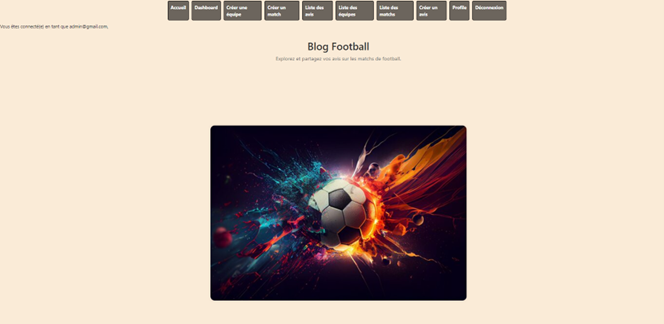 Accueil
Dashboard
Créer une
équipe
Créer un
match
Liste des
avis
Liste des
équipes
Liste des
matchs
Créer un
avis
Profile
Déconnexion
Vous êtes connecté(e) en tant que admin@gmail.com.
Blog Football
Explorez et partagez vos avis sur les matchs de football.